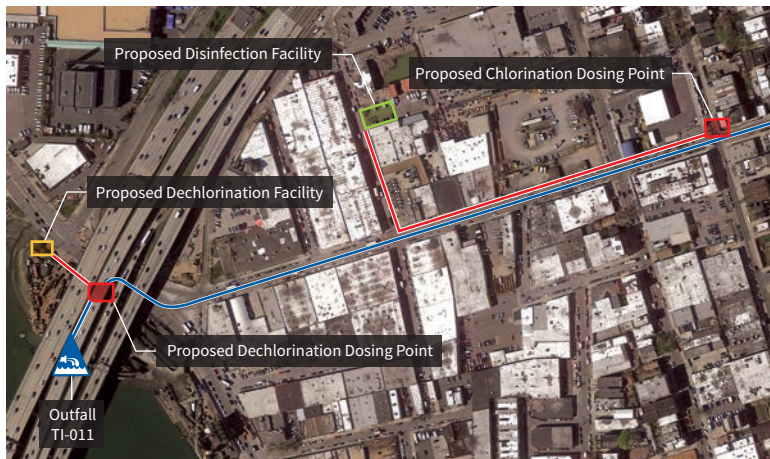 Proposed Disinfection Facility
Proposed Chlorination Dosing Point
Proposed Dechlorination Facility
Proposed Dechlorination Dosing Point
Outfall
TI-011